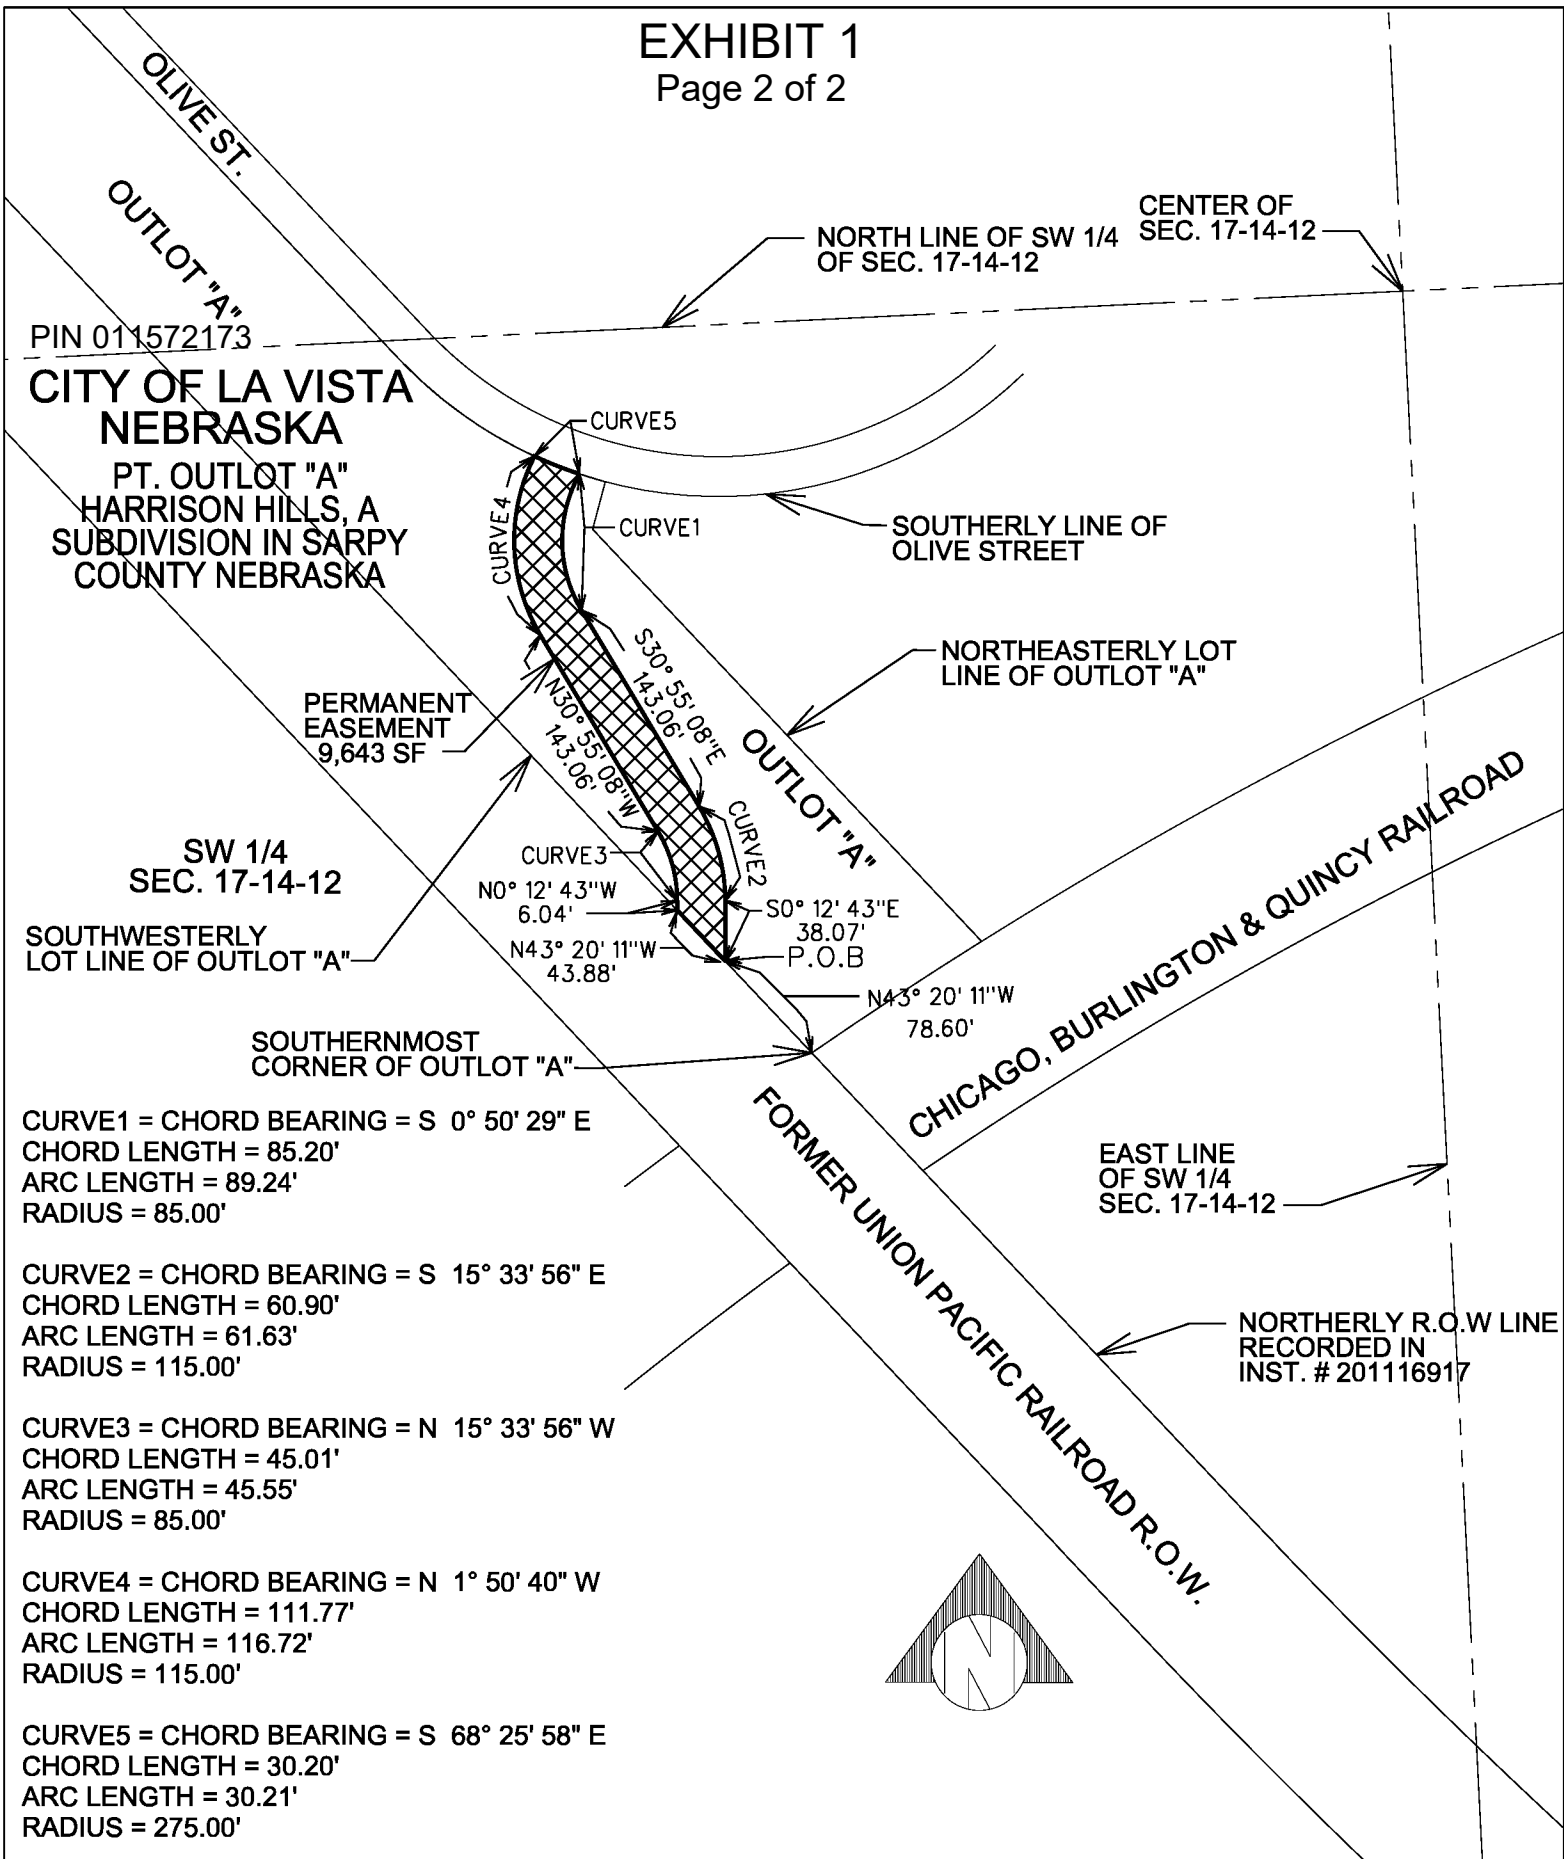 EXHIBIT 1
Page 2 of 2
OLIVE ST.
OUTLOT "A"
CENTER OF
SEC. 17-14-12
NORTH LINE OF SW 1/4
OF SEC. 17-14-12
PIN 011572173
CITY OF LA VISTA
NEBRASKA
PT. OUTLOT "A"
HARRISON HILLS, A
SUBDIVISION IN SARPY
COUNTY NEBRASKA
CURVE5
CURVE4
CURVE1
SOUTHERLY LINE OF
OLIVE STREET
S30° 55' 08"E
143.06'
NORTHEASTERLY LOT
LINE OF OUTLOT "A"
PERMANENT
EASEMENT
9,643 SF
N30° 55' 08"W
143.06'
OUTLOT "A"
CURVE2
CHICAGO, BURLINGTON & QUINCY RAILROAD
SW 1/4
SEC. 17-14-12
CURVE3
N0° 12' 43"W
6.04'
S0° 12' 43"E
38.07'
P.O.B
SOUTHWESTERLY
LOT LINE OF OUTLOT "A"
N43° 20' 11"W
43.88'
N43° 20' 11"W
78.60'
SOUTHERNMOST
CORNER OF OUTLOT "A"
FORMER UNION PACIFIC RAILROAD R.O.W.
EAST LINE
OF SW 1/4
SEC. 17-14-12
NORTHERLY R.O.W LINE
RECORDED IN
INST. # 201116917
CURVE1 = CHORD BEARING = S 0° 50' 29" E
CHORD LENGTH = 85.20'
ARC LENGTH = 89.24'
RADIUS = 85.00'
CURVE2 = CHORD BEARING = S 15° 33' 56" E
CHORD LENGTH = 60.90'
ARC LENGTH = 61.63'
RADIUS = 115.00'
CURVE3 = CHORD BEARING = N 15° 33' 56" W
CHORD LENGTH = 45.01'
ARC LENGTH = 45.55'
RADIUS = 85.00'
CURVE4 = CHORD BEARING = N 1° 50' 40" W
CHORD LENGTH = 111.77'
ARC LENGTH = 116.72'
RADIUS = 115.00'
CURVE5 = CHORD BEARING = S 68° 25' 58" E
CHORD LENGTH = 30.20'
ARC LENGTH = 30.21'
RADIUS = 275.00'
N